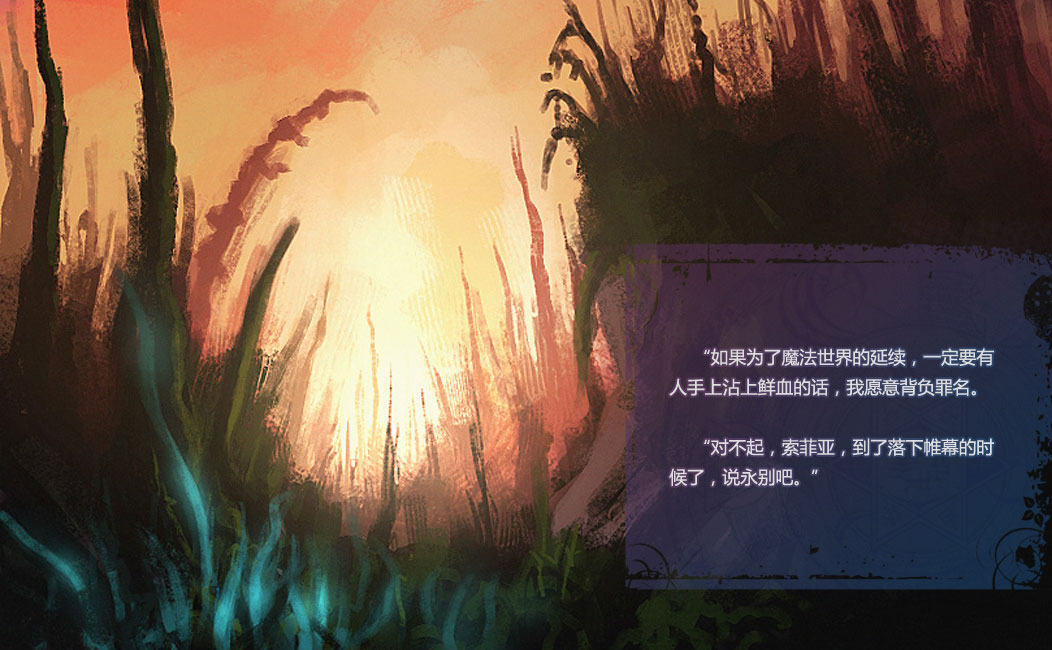 “如果为了魔法世界的延续，一定要有
人手上沾上鲜血的话，我愿意背负罪名。
“对不起，索菲亚，到了落下帷幕的时
候了，说永别吧。”